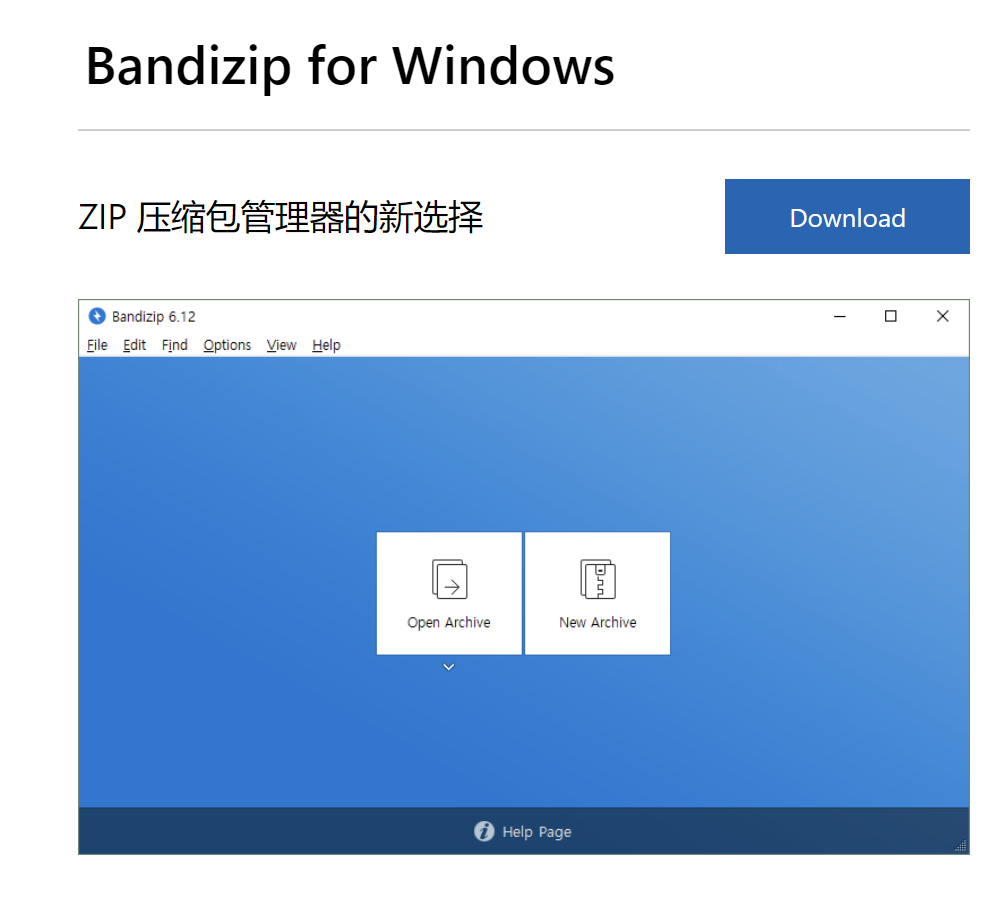 Bandizip for Windows
ZIP 压缩包管理器的新选择
Download
Bandizip 6.12
File Edit Find Options View Help
Open Archive
New Archive
Help Page